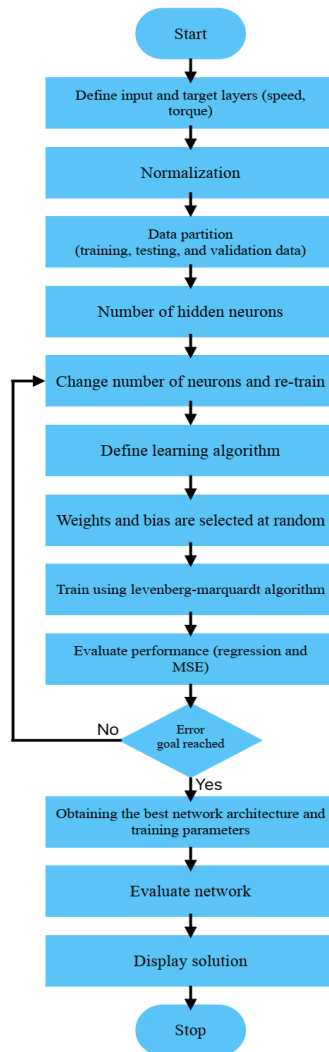 Start
Define input and target layers (speed,
torque)
Normalization
Data partition
(training, testing, and validation data)
Number of hidden neurons
Change number of neurons and re-train
Define learning algorithm
Weights and bias are selected at random
Train using levenberg-marquardt algorithm
Evaluate performance (regression and
MSE)
No
Error
goal reached
Yes
Obtaining the best network architecture and
training parameters
Evaluate network
Display solution
Stop